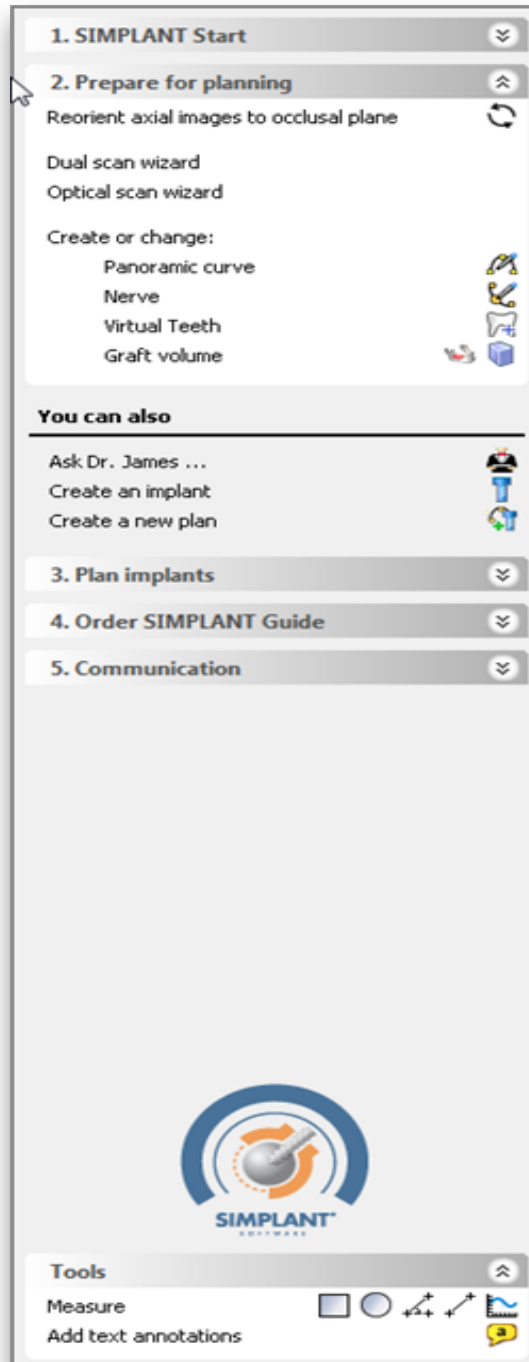 1. SIMPLANT Start
2. Prepare for planning
Reorient axial images to occlusal plane
Dual scan wizard
Optical scan wizard
Create or change:
Panoramic curve
Nerve
Virtual Teeth
Graft volume
You can also
Ask Dr. James ...
Create an implant
Create a new plan
3. Plan implants
4. Order SIMPLANT Guide
5. Communication
SIMPLANT®
SOFTWARE
Tools
Measure
Add text annotations
a